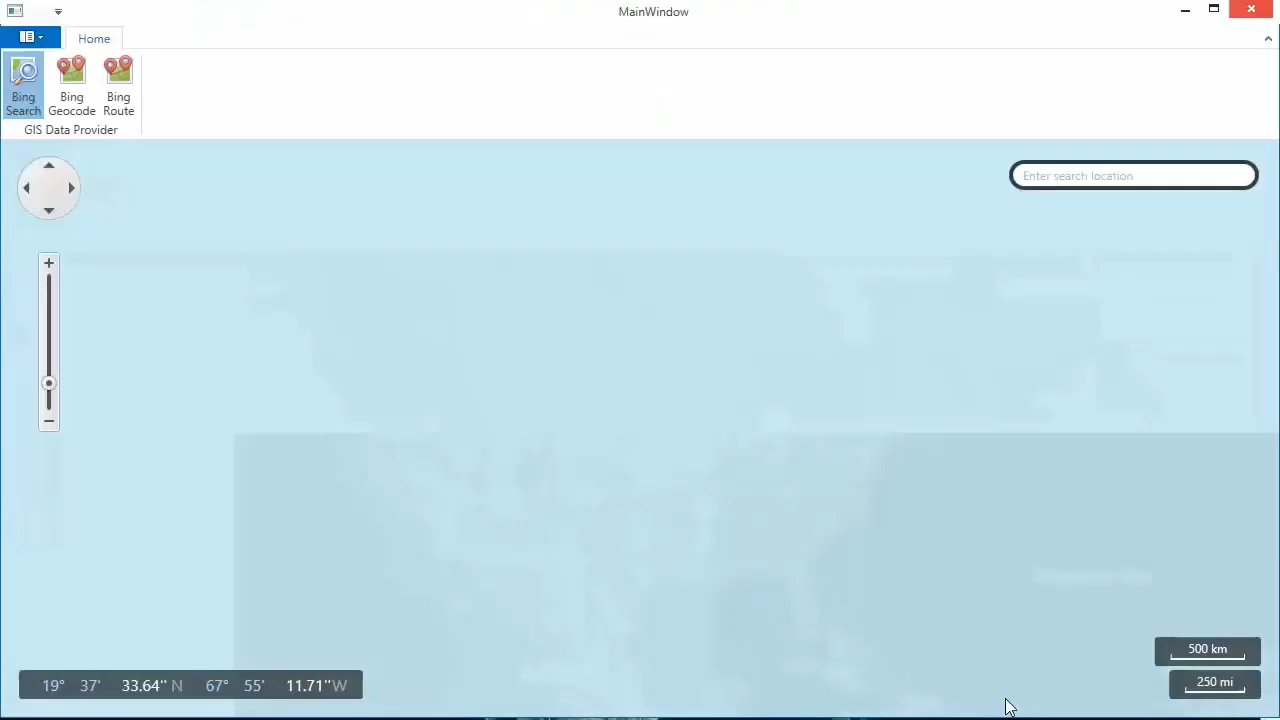 MainWindow
Home
Bing Search
Bing Geocode
Bing Route
GIS Data Provider
Enter search location
+
−
500 km
250 mi
19° 37' 33.64'' N 67° 55' 11.71'' W